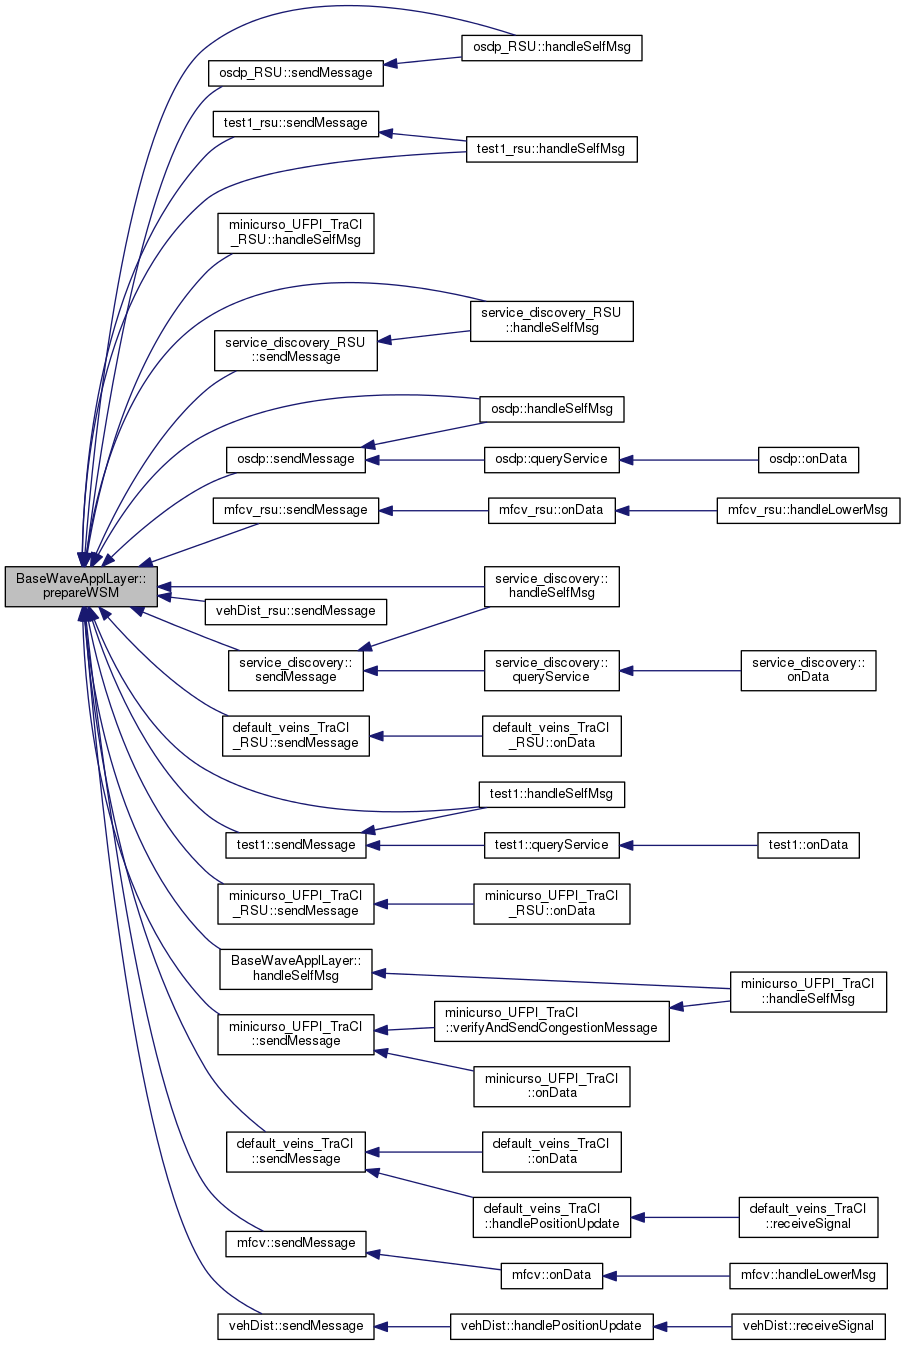 osdp_RSU::handleSelfMsg
osdp_RSU::sendMessage
test1_rsu::sendMessage
test1_rsu::handleSelfMsg
minicurso_UFPI_TraCI
_RSU::handleSelfMsg
service_discovery_RSU
::handleSelfMsg
service_discovery_RSU
::sendMessage
osdp::handleSelfMsg
osdp::sendMessage
osdp::queryService
osdp::onData
mfcv_rsu::sendMessage
mfcv_rsu::onData
mfcv_rsu::handleLowerMsg
BaseWaveApplLayer::
prepareWSM
service_discovery::
handleSelfMsg
vehDist_rsu::sendMessage
service_discovery::
sendMessage
service_discovery::
queryService
service_discovery::
onData
default_veins_TraCI
_RSU::sendMessage
default_veins_TraCI
_RSU::onData
test1::handleSelfMsg
test1::sendMessage
test1::queryService
test1::onData
minicurso_UFPI_TraCI
_RSU::sendMessage
minicurso_UFPI_TraCI
_RSU::onData
BaseWaveApplLayer::
handleSelfMsg
minicurso_UFPI_TraCI
::handleSelfMsg
minicurso_UFPI_TraCI
::sendMessage
minicurso_UFPI_TraCI
::verifyAndSendCongestionMessage
minicurso_UFPI_TraCI
::onData
default_veins_TraCI
::sendMessage
default_veins_TraCI
::onData
default_veins_TraCI
::handlePositionUpdate
default_veins_TraCI
::receiveSignal
mfcv::sendMessage
mfcv::onData
mfcv::handleLowerMsg
vehDist::sendMessage
vehDist::handlePositionUpdate
vehDist::receiveSignal